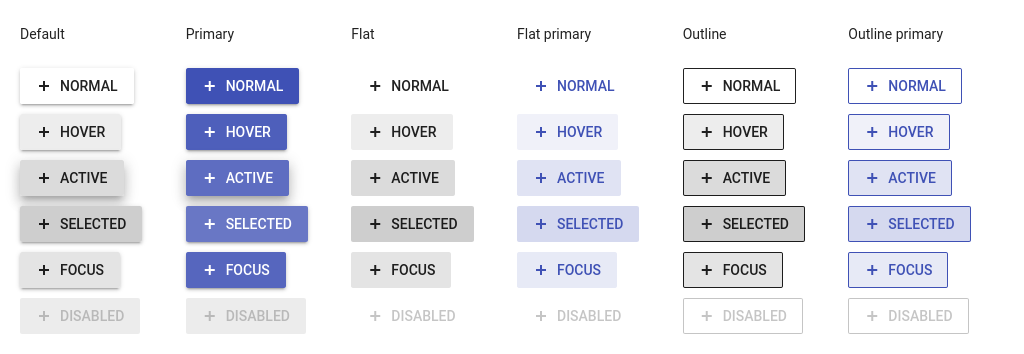 Default Primary Flat Flat primary Outline Outline primary
+ NORMAL + NORMAL + NORMAL + NORMAL + NORMAL + NORMAL
+ HOVER + HOVER + HOVER + HOVER + HOVER + HOVER
+ ACTIVE + ACTIVE + ACTIVE + ACTIVE + ACTIVE + ACTIVE
+ SELECTED + SELECTED + SELECTED + SELECTED + SELECTED + SELECTED
+ FOCUS + FOCUS + FOCUS + FOCUS + FOCUS + FOCUS
+ DISABLED + DISABLED + DISABLED + DISABLED + DISABLED + DISABLED